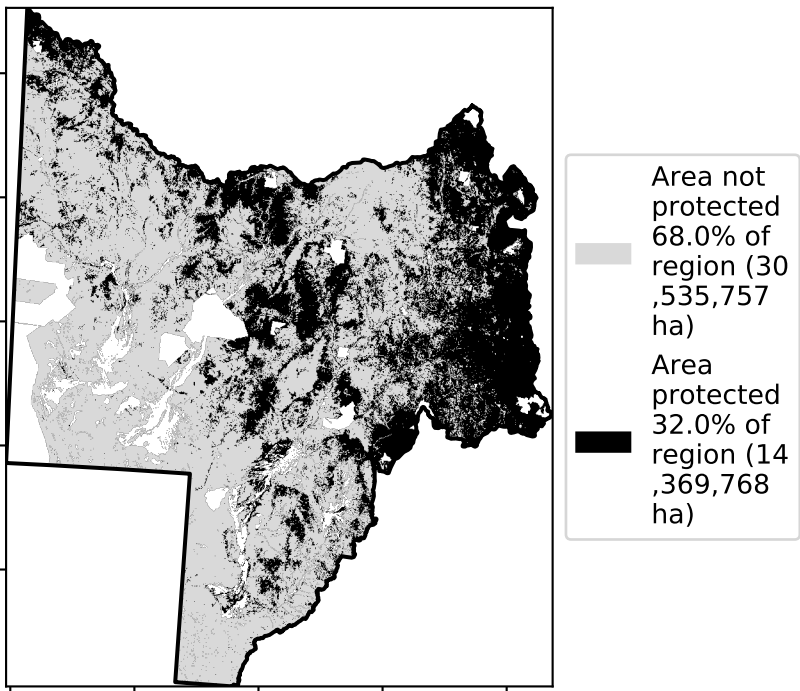 Area not
protected
68.0% of
region (30
,535,757
ha)
Area
protected
32.0% of
region (14
,369,768
ha)